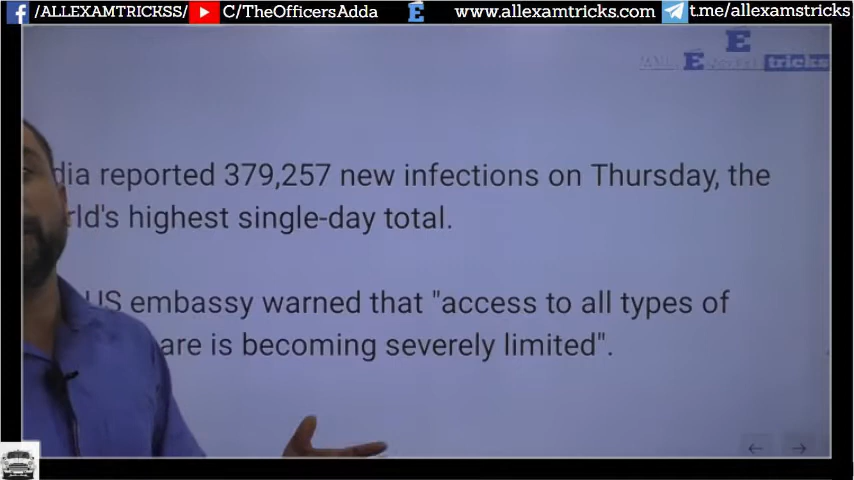 /ALLEXAMTRICKSS/ C/TheOfficersAdda E www.allexamtricks.com t.me/allexamstricks
E
E tricks
dia reported 379,257 new infections on Thursday, the
rld's highest single-day total.
US embassy warned that "access to all types of
are is becoming severely limited".